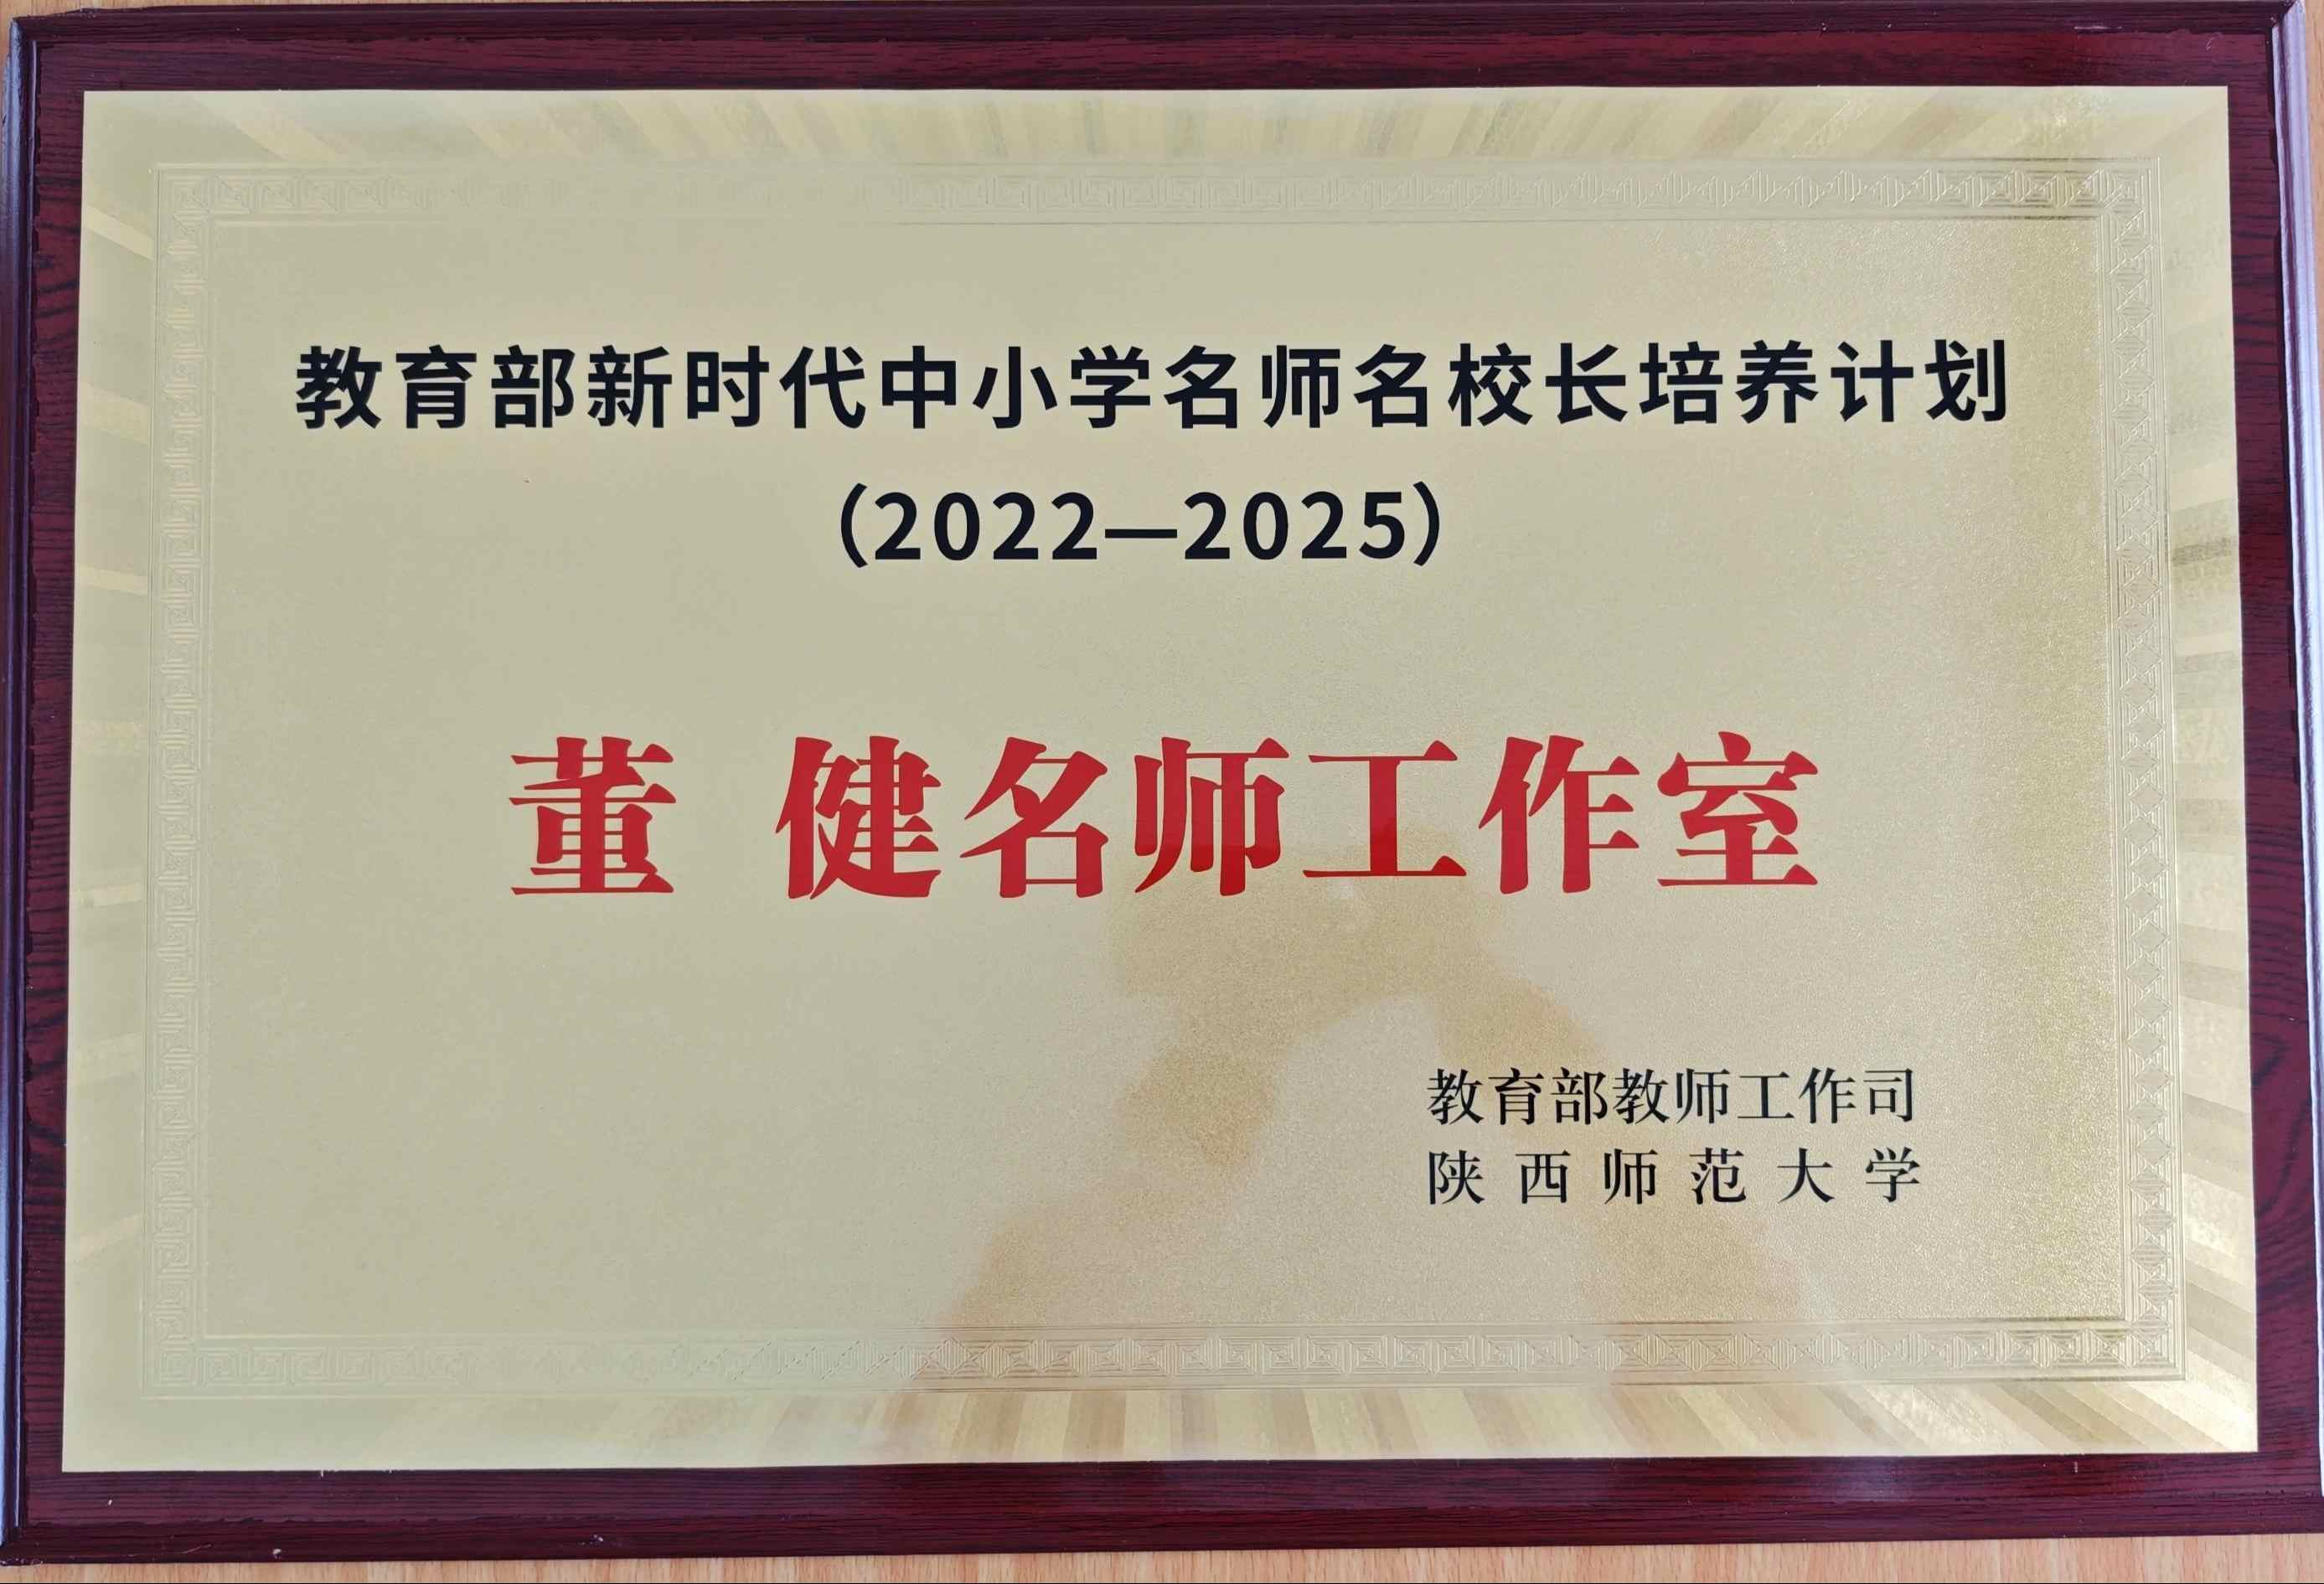 教育部新时代中小学名师名校长培养计划
（2022—2025）
董 健名师工作室
教育部教师工作司
陕西师范大学